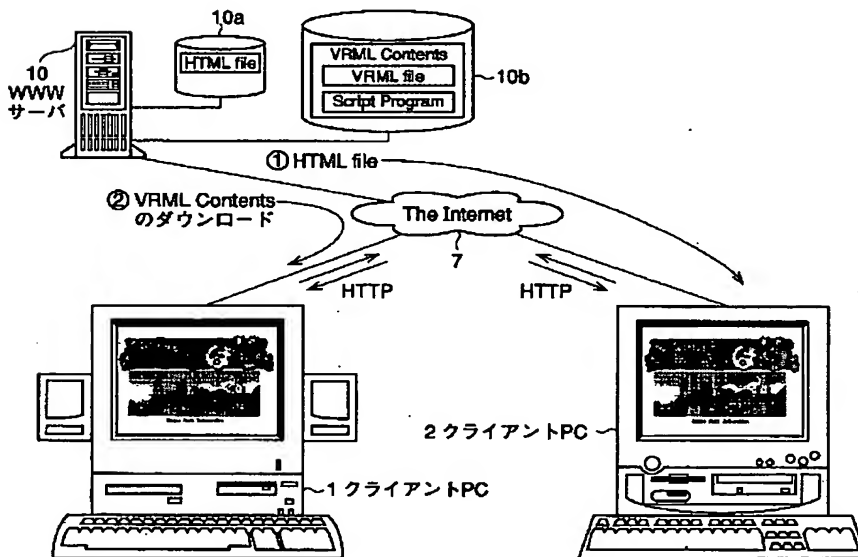 10a
10
WWW
サーバ
HTML file
VRML Contents
VRML file
Script Program
10b
① HTML file
② VRML Contents
のダウンロード
The Internet
7
HTTP
HTTP
2 クライアントPC
1 クライアントPC